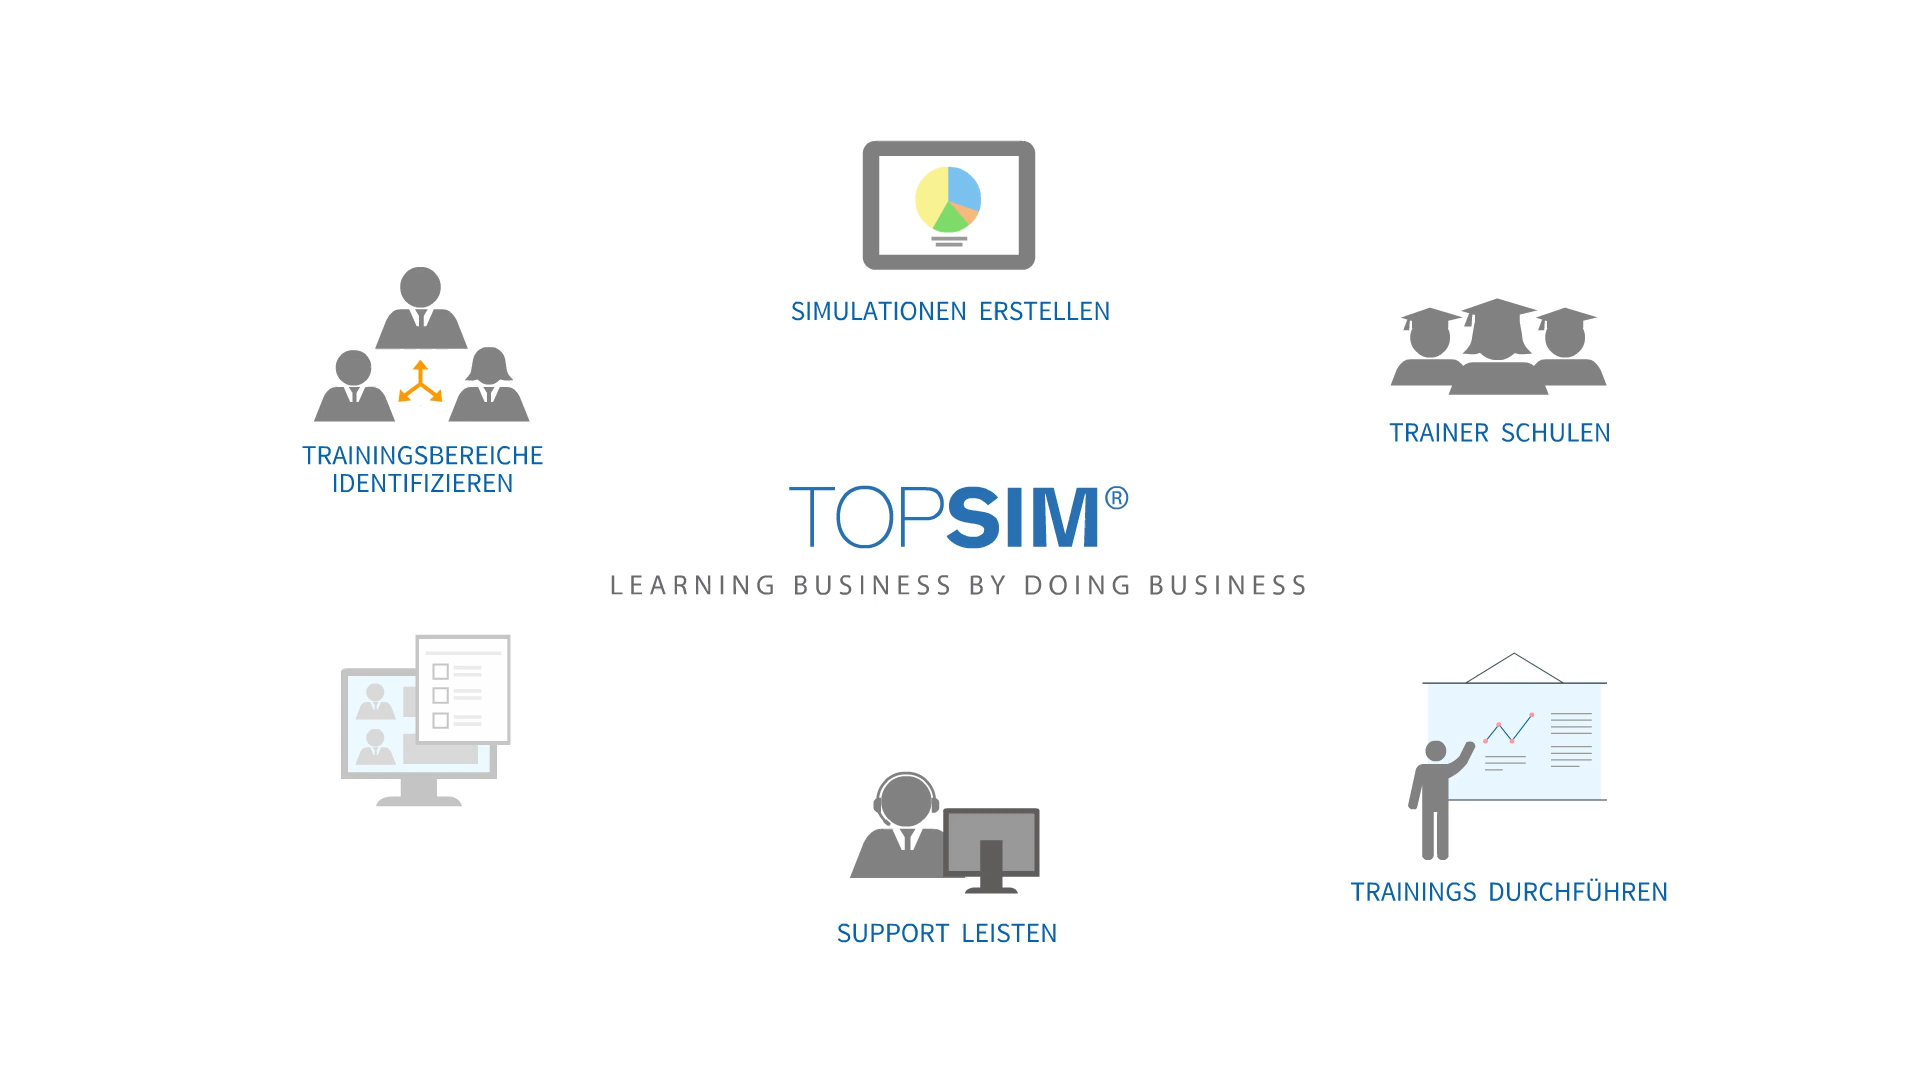 SIMULATIONEN ERSTELLEN
TRAINER SCHULEN
TRAININGSBEREICHE
IDENTIFIZIEREN
TOPSIM®
LEARNING BUSINESS BY DOING BUSINESS
TRAININGS DURCHFÜHREN
SUPPORT LEISTEN